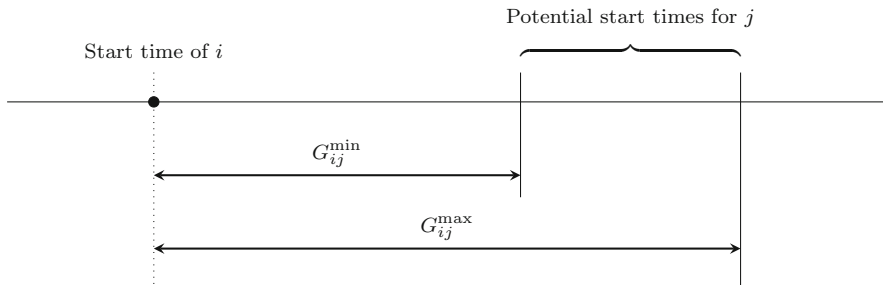 Potential start times for j
Start time of i
G_{ij}^{min}
G_{ij}^{max}